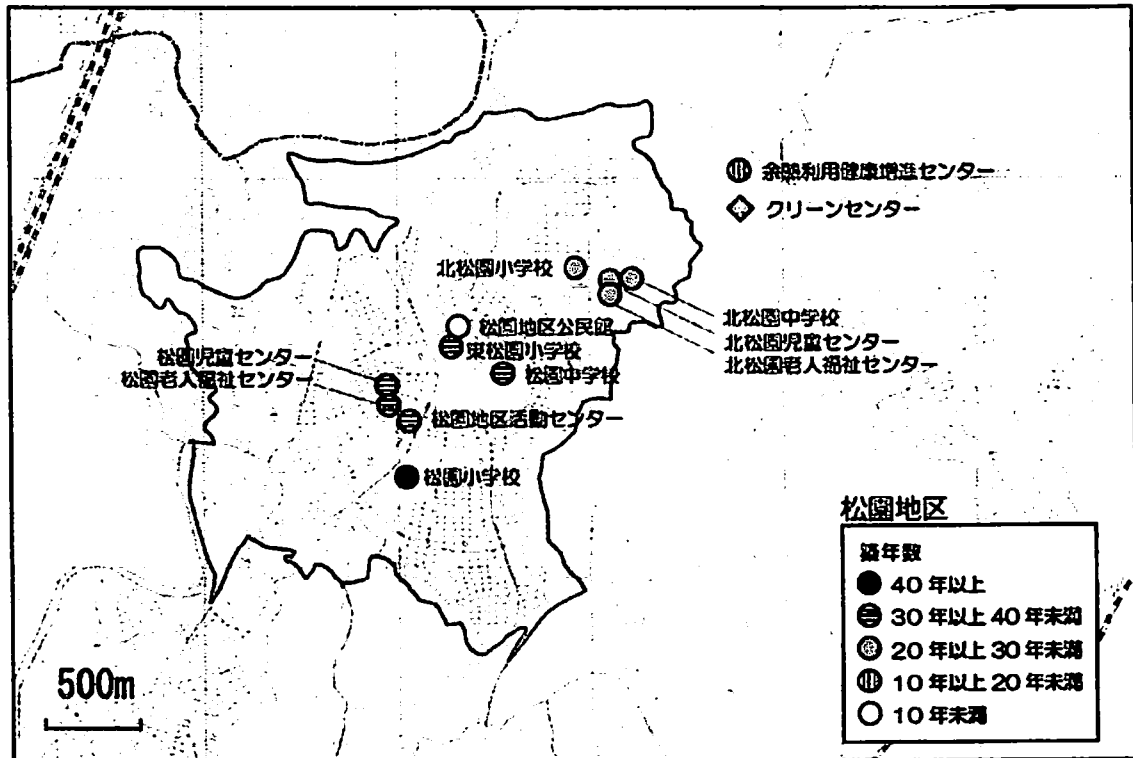 余熱利用健康増進センター
クリーンセンター
北松園小学校
北松園中学校
北松園児童センター
北松園老人福祉センター
松園地区公民館
東松園小学校
松園児童センター
松園老人福祉センター
松園中学校
松園地区活動センター
松園小学校
松園地区
築年数
40年以上
30年以上40年未満
20年以上30年未満
10年以上20年未満
10年未満
500m